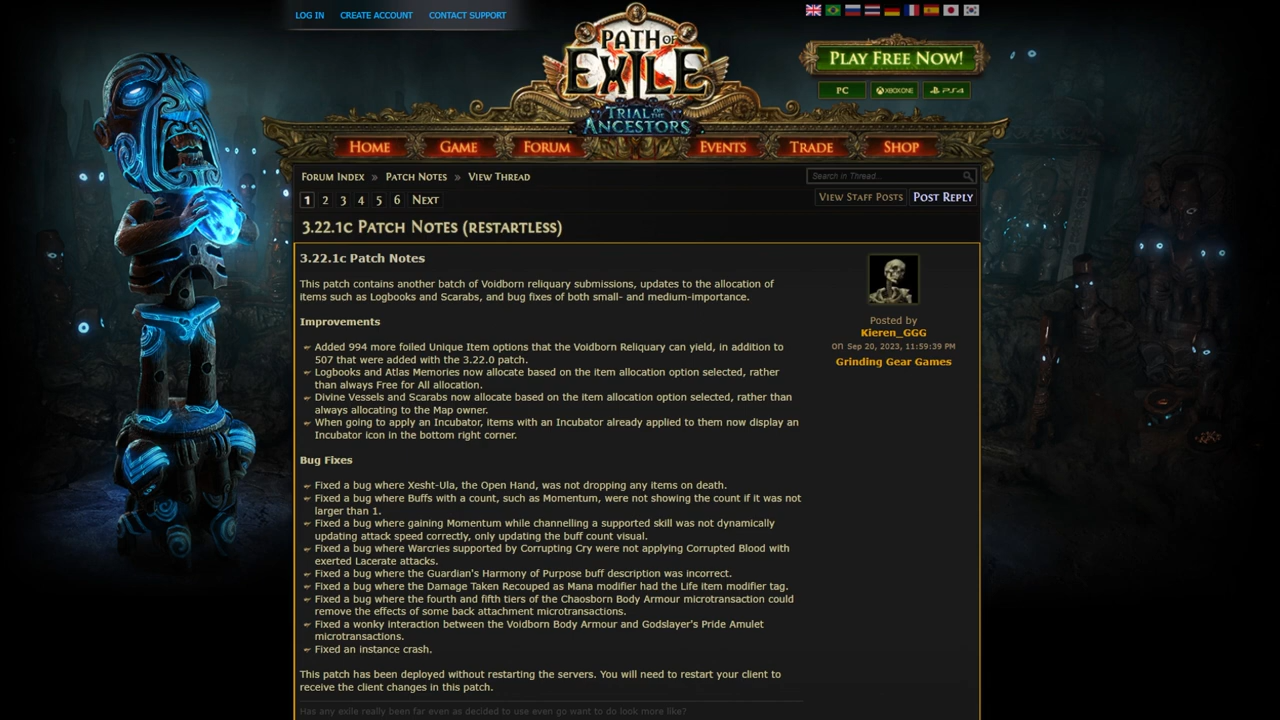 LOG IN CREATE ACCOUNT CONTACT SUPPORT
PATH OF EXILE
TRIAL OF THE ANCESTORS
PLAY FREE NOW!
PC XBOX ONE PS4
HOME GAME FORUM EVENTS TRADE SHOP
FORUM INDEX » PATCH NOTES » VIEW THREAD
Search in Thread...
1 2 3 4 5 6 NEXT
VIEW STAFF POSTS POST REPLY
3.22.1C PATCH NOTES (RESTARTLESS)
3.22.1c Patch Notes
This patch contains another batch of Voidborn reliquary submissions, updates to the allocation of
items such as Logbooks and Scarabs, and bug fixes of both small- and medium-importance.
Improvements
Added 994 more foiled Unique Item options that the Voidborn Reliquary can yield, in addition to
507 that were added with the 3.22.0 patch.
Logbooks and Atlas Memories now allocate based on the item allocation option selected, rather
than always Free for All allocation.
Divine Vessels and Scarabs now allocate based on the item allocation option selected, rather than
always allocating to the Map owner.
When going to apply an Incubator, items with an Incubator already applied to them now display an
Incubator icon in the bottom right corner.
Bug Fixes
Fixed a bug where Xesht-Ula, the Open Hand, was not dropping any items on death.
Fixed a bug where Buffs with a count, such as Momentum, were not showing the count if it was not
larger than 1.
Fixed a bug where gaining Momentum while channelling a supported skill was not dynamically
updating attack speed correctly, only updating the buff count visual.
Fixed a bug where Warcries supported by Corrupting Cry were not applying Corrupted Blood with
exerted Lacerate attacks.
Fixed a bug where the Guardian's Harmony of Purpose buff description was incorrect.
Fixed a bug where the Damage Taken Recouped as Mana modifier had the Life item modifier tag.
Fixed a bug where the fourth and fifth tiers of the Chaosborn Body Armour microtransaction could
remove the effects of some back attachment microtransactions.
Fixed a wonky interaction between the Voidborn Body Armour and Godslayer's Pride Amulet
microtransactions.
Fixed an instance crash.
This patch has been deployed without restarting the servers. You will need to restart your client to
receive the client changes in this patch.
Has any exile really been far even as decided to use even go want to do look more like?
Posted by
Kieren_GGG
on Sep 20, 2023, 11:59:39 PM
Grinding Gear Games